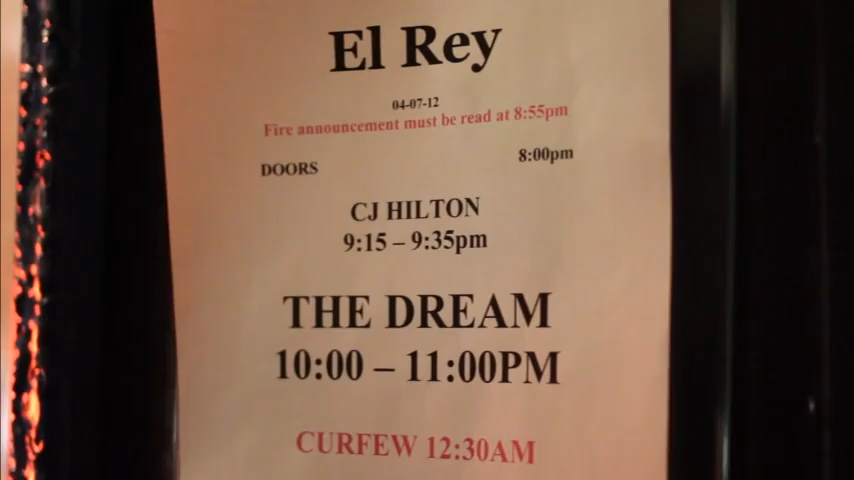 El Rey
04-07-12
Fire announcement must be read at 8:55pm
DOORS 8:00pm
CJ HILTON
9:15 – 9:35pm
THE DREAM
10:00 – 11:00PM
CURFEW 12:30AM